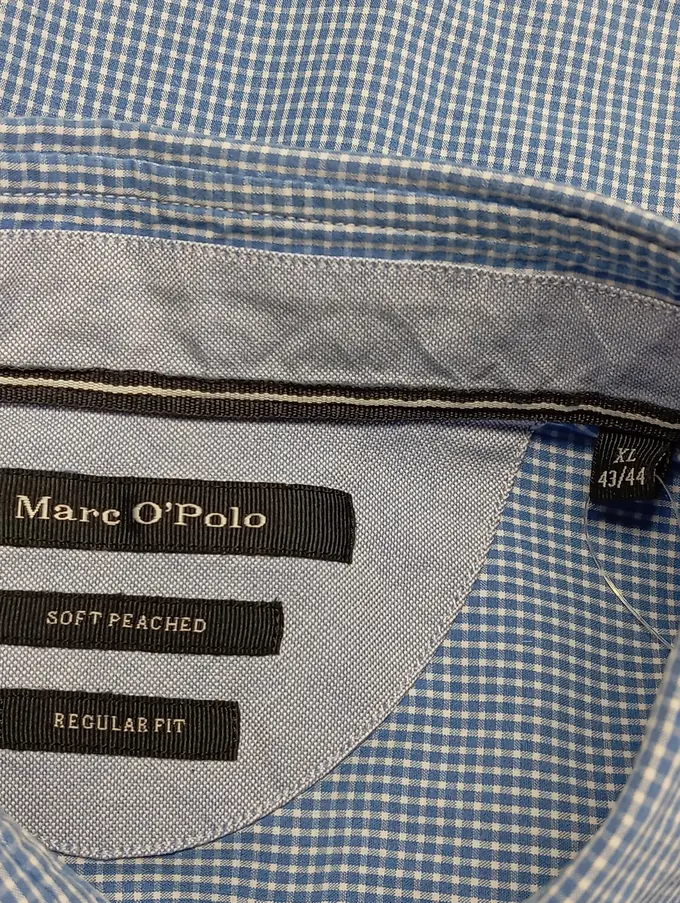 XL
43/44
Marc O'Polo
SOFT PEACHED
REGULAR FIT